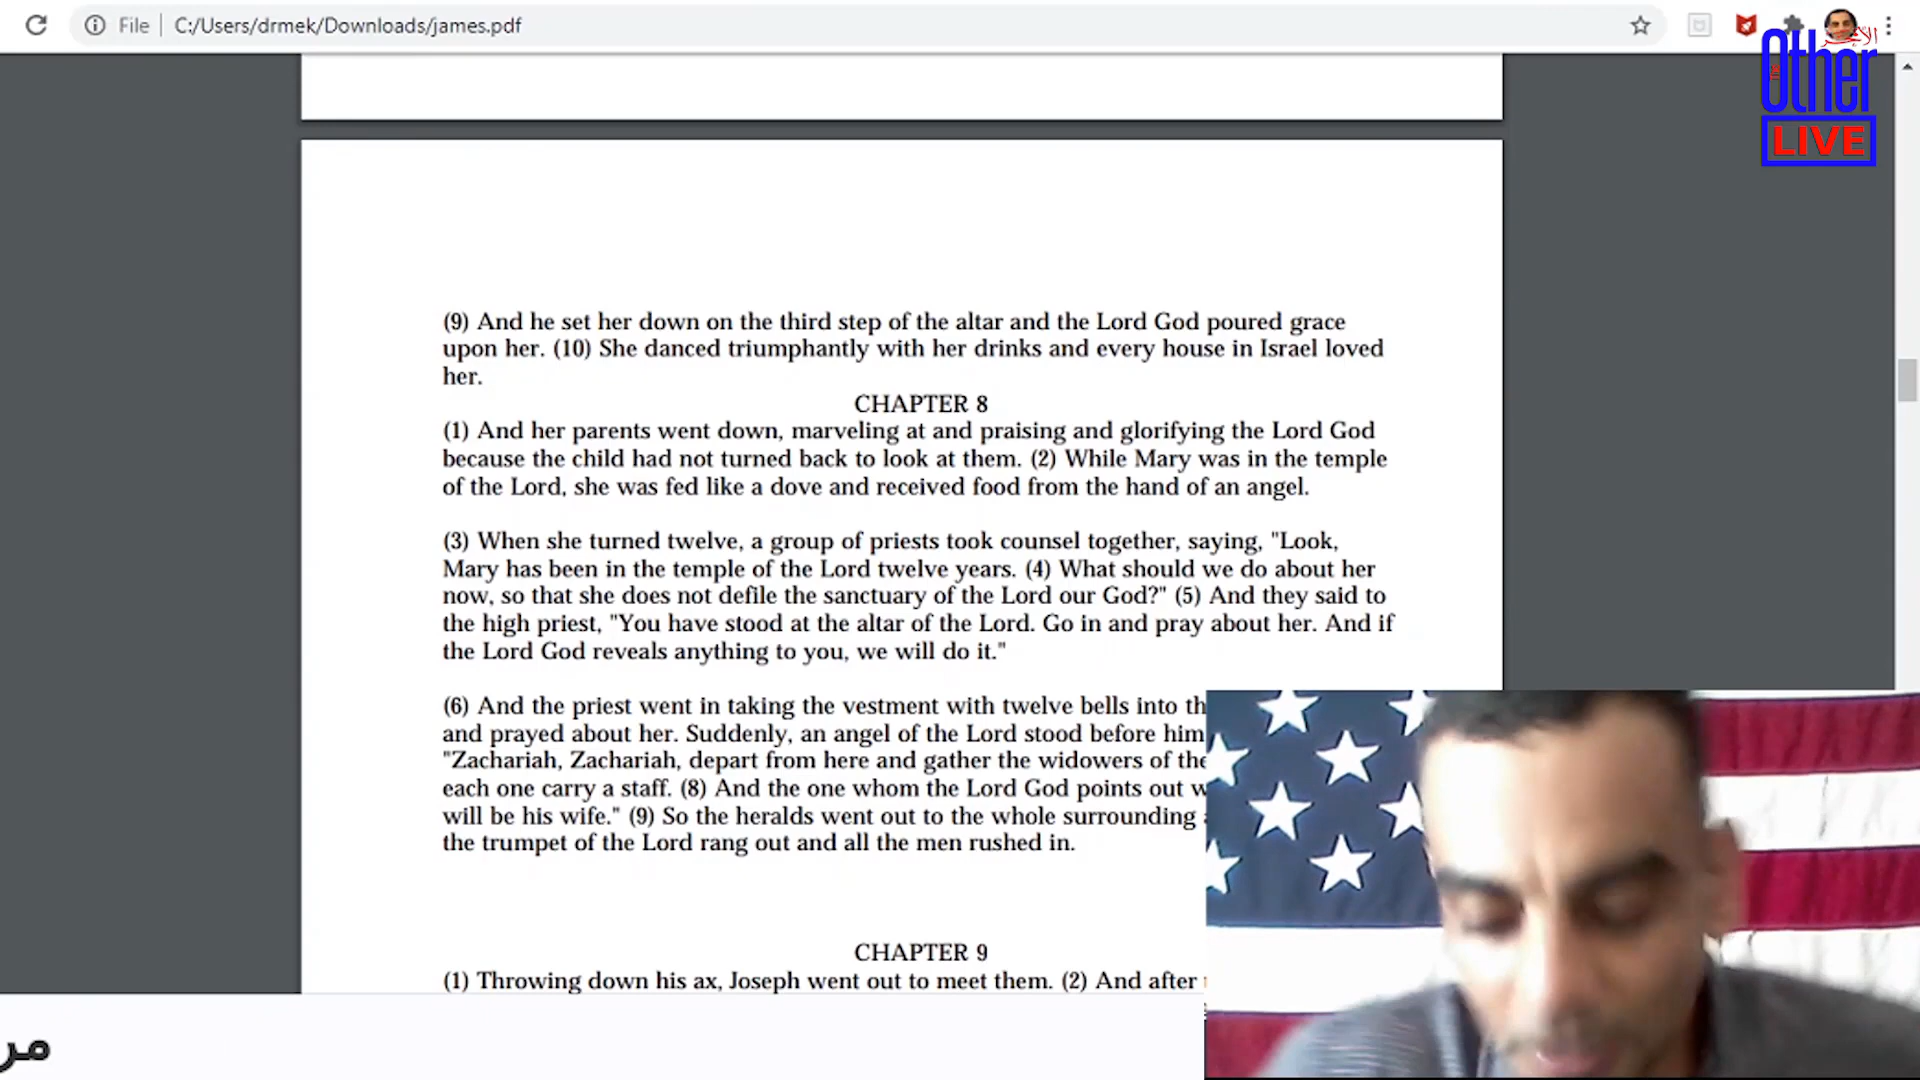 File
C:/Users/drmek/Downloads/james.pdf
الآخر
the
Other
LIVE
(9) And he set her down on the third step of the altar and the Lord God poured grace
upon her. (10) She danced triumphantly with her drinks and every house in Israel loved
her.
CHAPTER 8
(1) And her parents went down, marveling at and praising and glorifying the Lord God
because the child had not turned back to look at them. (2) While Mary was in the temple
of the Lord, she was fed like a dove and received food from the hand of an angel.
(3) When she turned twelve, a group of priests took counsel together, saying, "Look,
Mary has been in the temple of the Lord twelve years. (4) What should we do about her
now, so that she does not defile the sanctuary of the Lord our God?" (5) And they said to
the high priest, "You have stood at the altar of the Lord. Go in and pray about her. And if
the Lord God reveals anything to you, we will do it."
(6) And the priest went in taking the vestment with twelve bells into
and prayed about her. Suddenly, an angel of the Lord stood before him
"Zachariah, Zachariah, depart from here and gather the widowers of
each one carry a staff. (8) And the one whom the Lord God points out
will be his wife." (9) So the heralds went out to the whole surrounding
the trumpet of the Lord rang out and all the men rushed in.
CHAPTER 9
(1) Throwing down his ax, Joseph went out to meet them. (2) And after